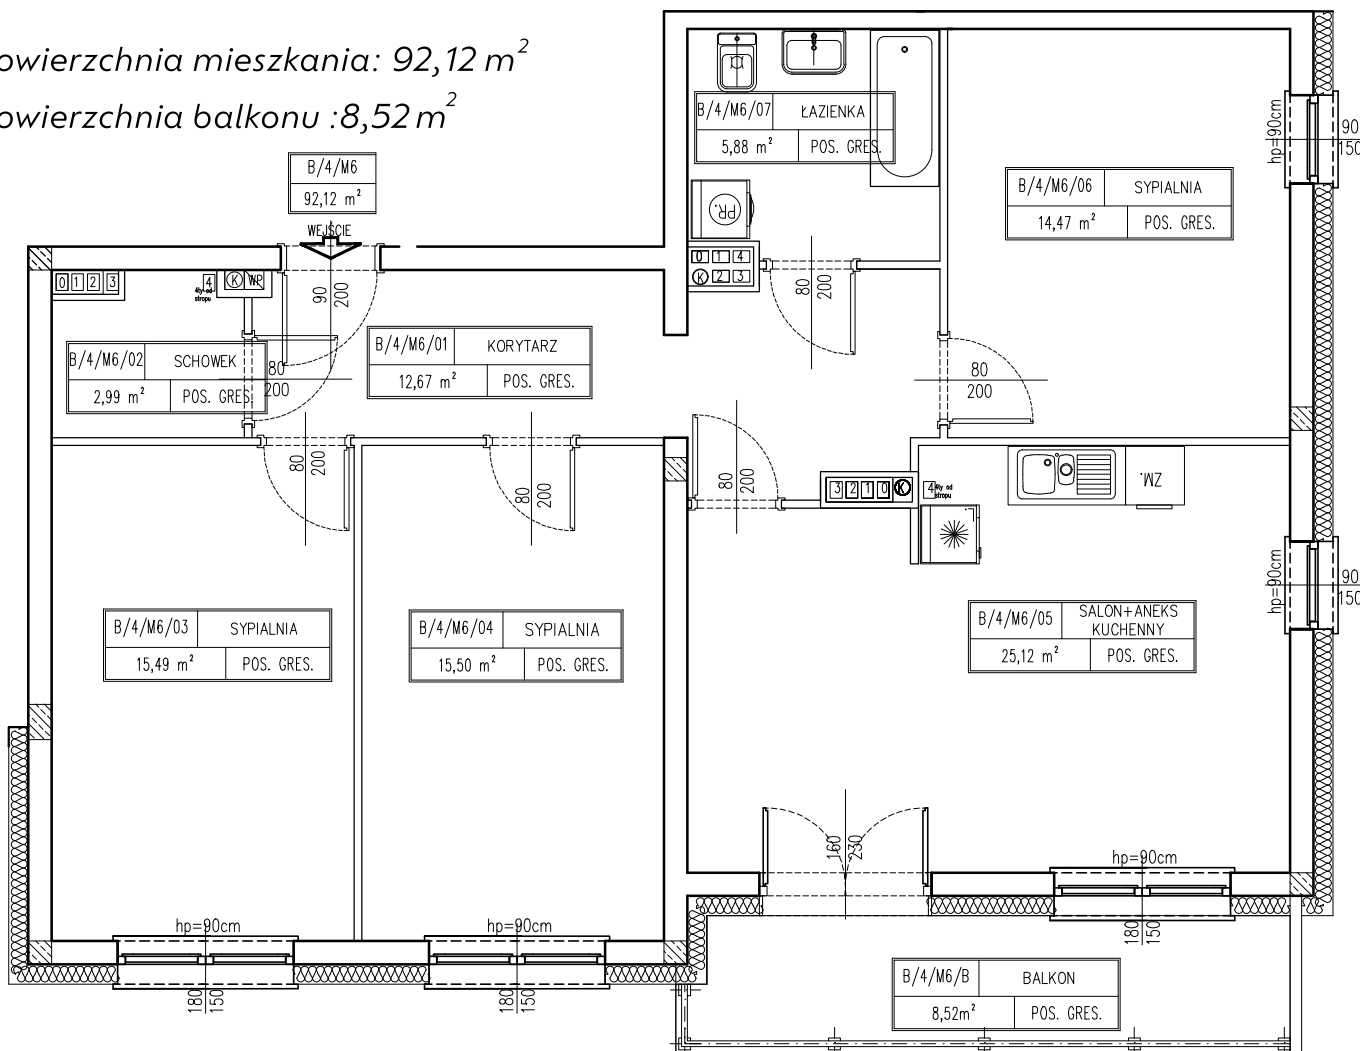 owierzchnia mieszkania: 92,12 m²
owierzchnia balkonu :8,52 m²
B/4/M6
92,12 m²
WEJŚCIE
B/4/M6/07 ŁAZIENKA
5,88 m² POS. GRES.
PR.
0 1 4
K 2 3
80
200
B/4/M6/06 SYPIALNIA
14,47 m² POS. GRES.
hp=90cm
90
150
0 1 2 3
4
4ty od
stropu
K WP
90
200
B/4/M6/02 SCHOWEK
2,99 m² POS. GRES.
80
200
B/4/M6/01 KORYTARZ
12,67 m² POS. GRES.
80
200
80
200
80
200
80
200
3 2 1 0 K
4
4ty od
stropu
ZM.
hp=90cm
90
150
B/4/M6/03 SYPIALNIA
15,49 m² POS. GRES.
B/4/M6/04 SYPIALNIA
15,50 m² POS. GRES.
B/4/M6/05 SALON+ANEKS
KUCHENNY
25,12 m² POS. GRES.
160
230
hp=90cm
180
150
hp=90cm
180
150
hp=90cm
180
150
B/4/M6/B BALKON
8,52m² POS. GRES.